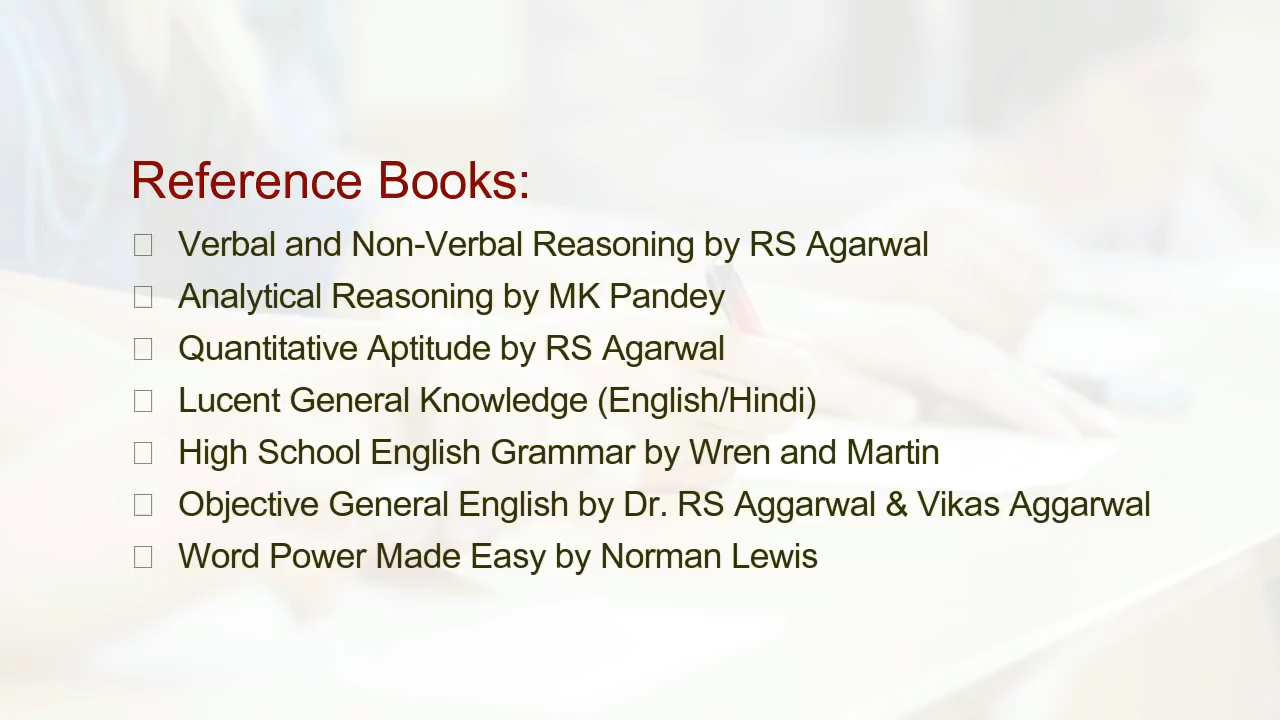 Reference Books:
Verbal and Non-Verbal Reasoning by RS Agarwal
Analytical Reasoning by MK Pandey
Quantitative Aptitude by RS Agarwal
Lucent General Knowledge (English/Hindi)
High School English Grammar by Wren and Martin
Objective General English by Dr. RS Aggarwal & Vikas Aggarwal
Word Power Made Easy by Norman Lewis